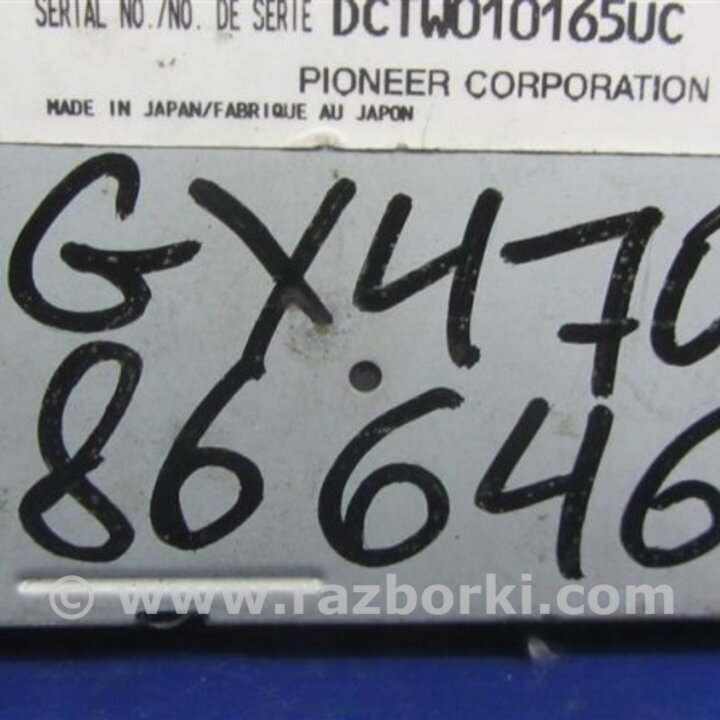 SERIAL NO./NO. DE SERIE DCTW010165UC
PIONEER CORPORATION
MADE IN JAPAN/FABRIQUE AU JAPON
GX470
86646
© www.razborki.com